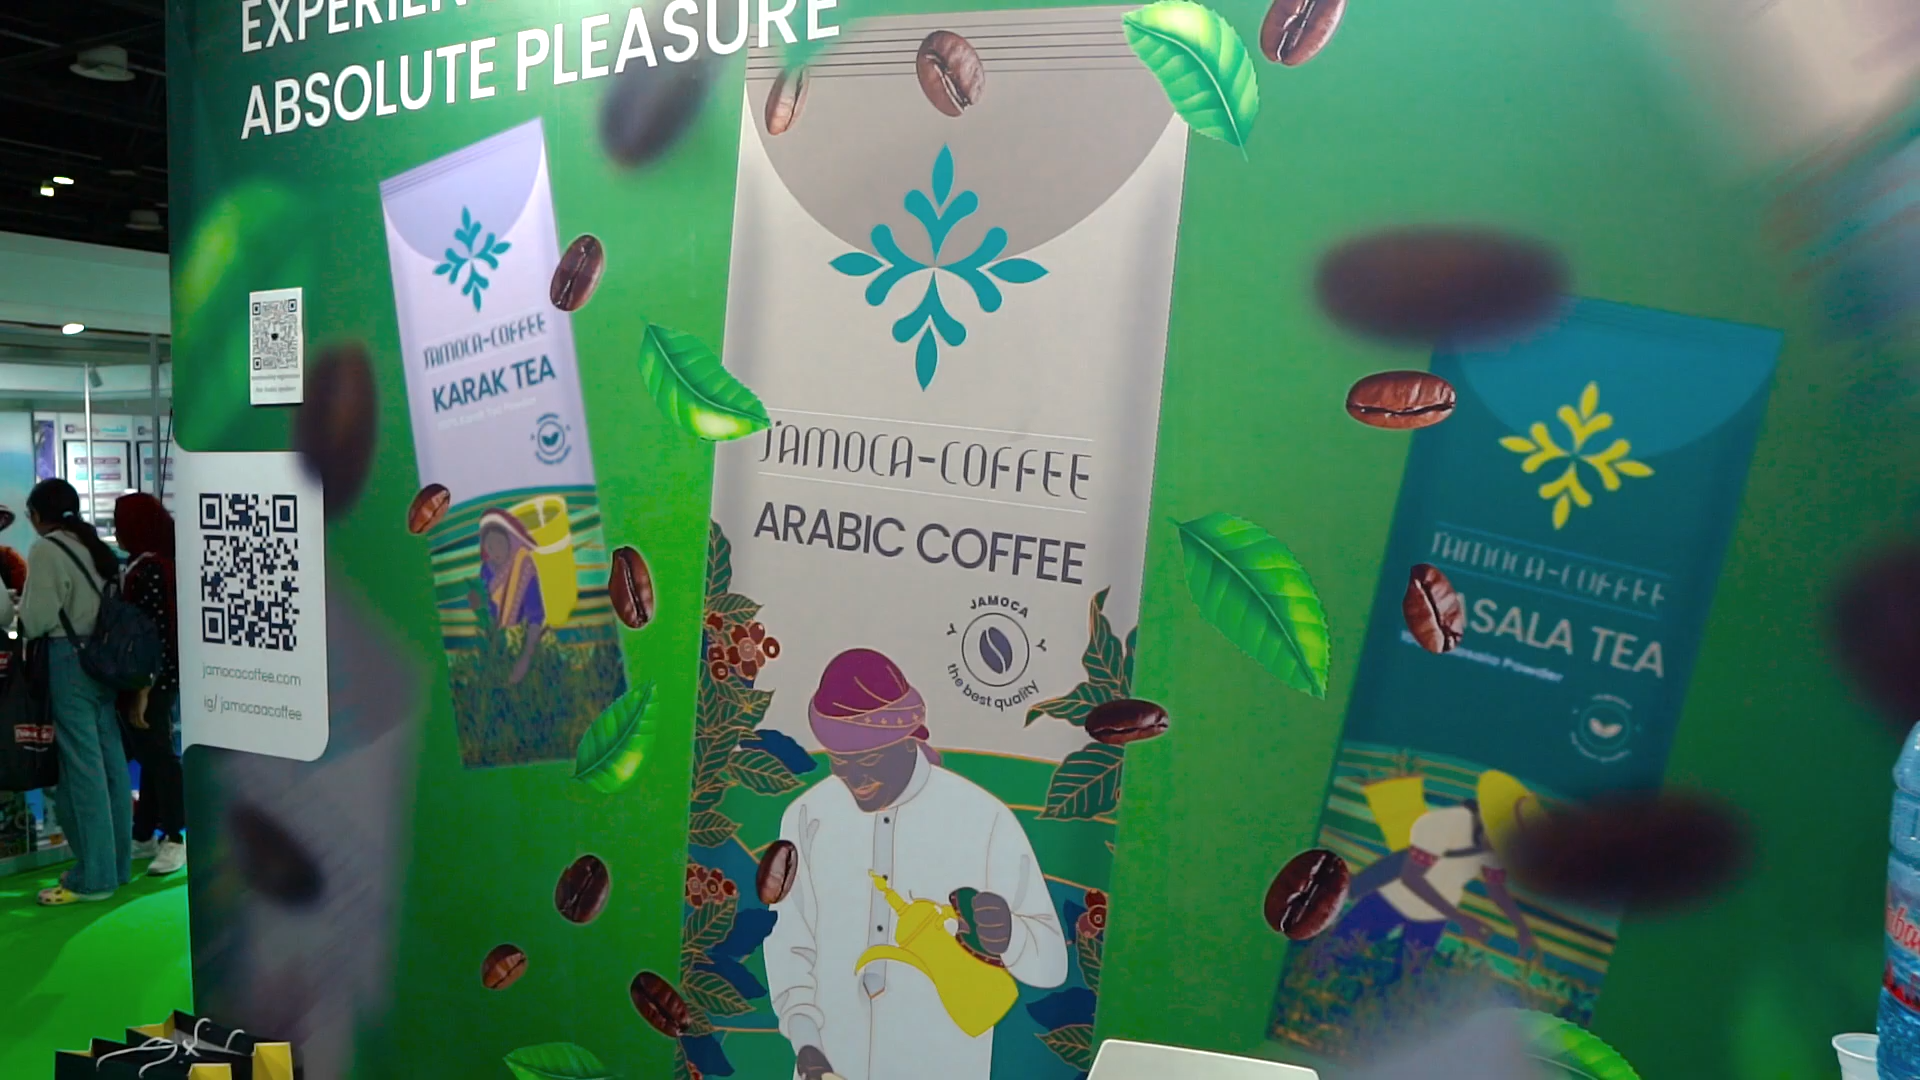 ABSOLUTE PLEASURE
JAMOCA-COFFEE
KARAK TEA
JAMOCA-COFFEE
ARABIC COFFEE
JAMOCA
the best quality
JAMOCA-COFFEE
TEA
Powder
jamocacoffee.com
ig/ jamocaacoffee